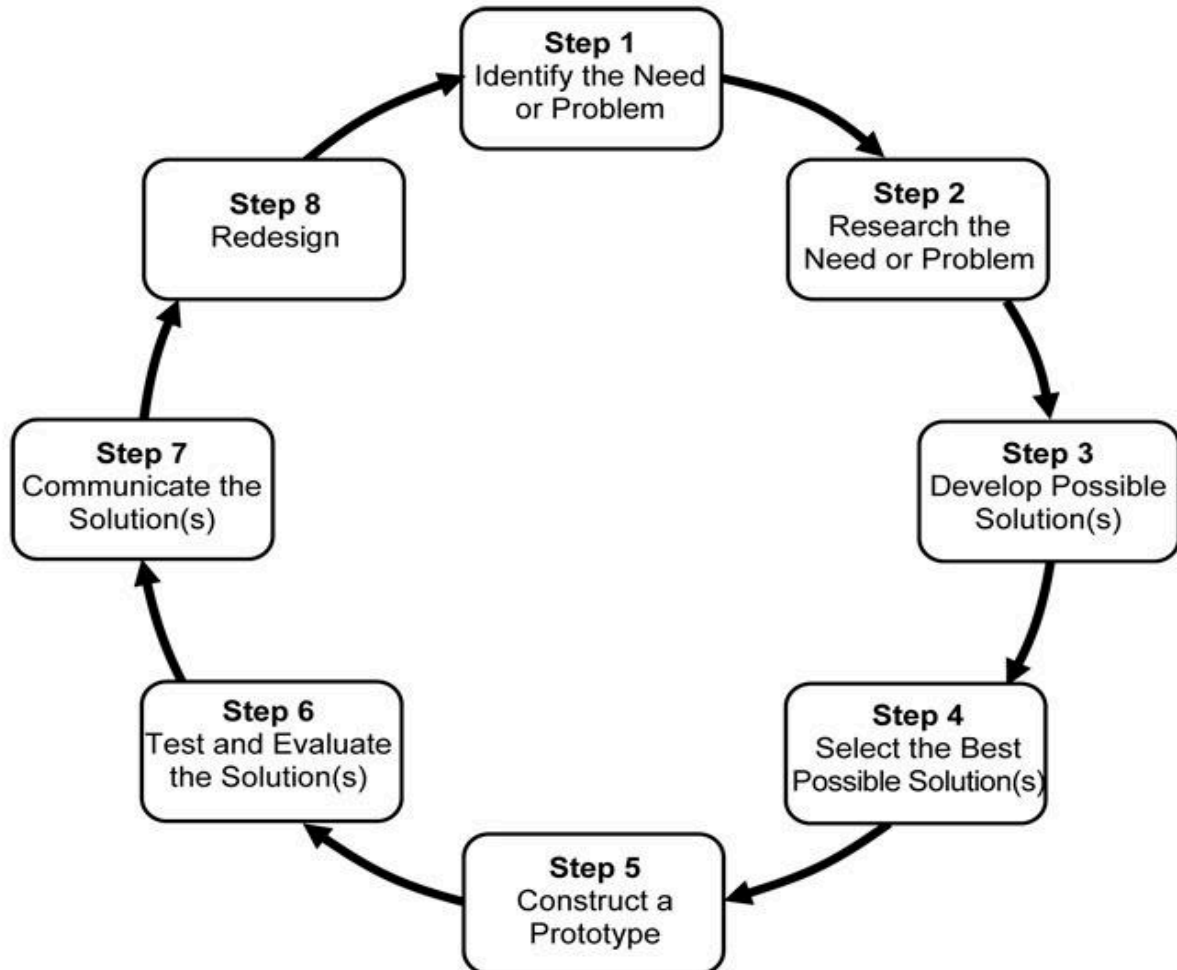 Step 1
Identify the Need
or Problem
Step 2
Research the
Need or Problem
Step 3
Develop Possible
Solution(s)
Step 4
Select the Best
Possible Solution(s)
Step 5
Construct a
Prototype
Step 6
Test and Evaluate
the Solution(s)
Step 7
Communicate the
Solution(s)
Step 8
Redesign